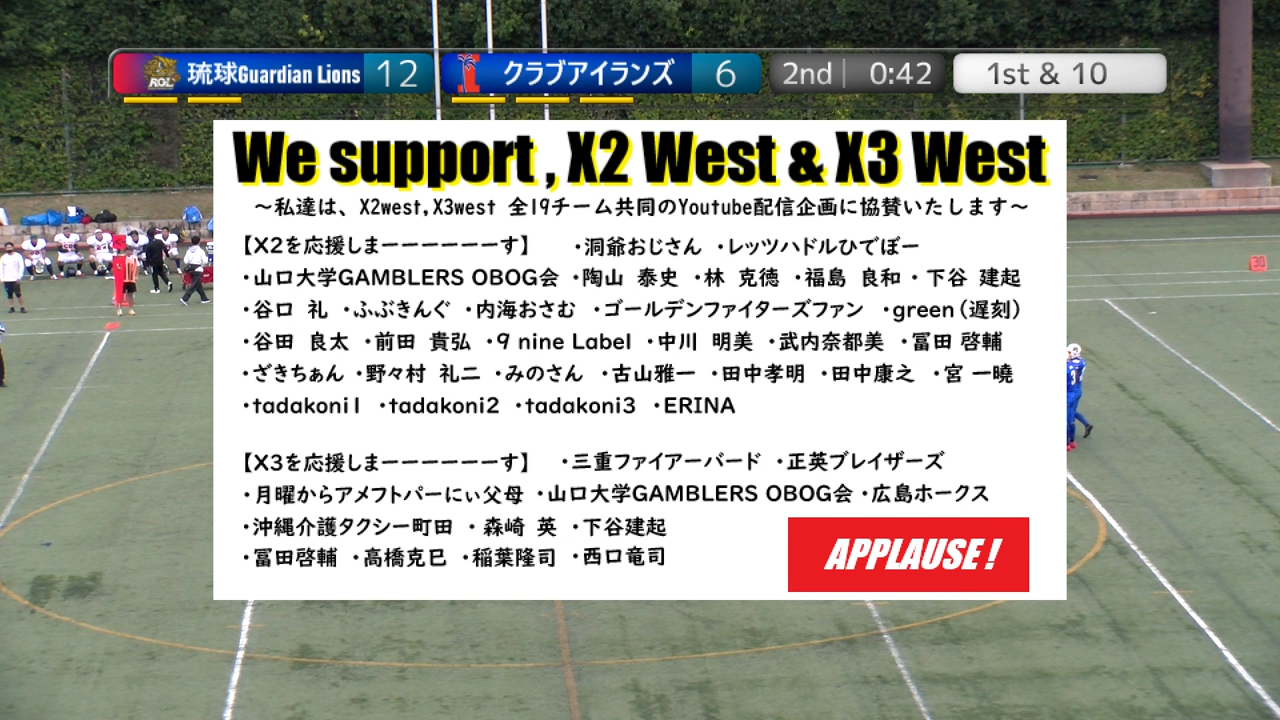 ROL 琉球Guardian Lions 12 クラブアイランズ 6 2nd 0:42 1st & 10
We support , X2 West & X3 West
～私達は、X2west,X3west 全19チーム共同のYoutube配信企画に協賛いたします～
【X2を応援しまーーーーーーす】 ・洞爺おじさん ・レッツハドルひでぼー
・山口大学GAMBLERS OBOG会 ・陶山 泰史 ・林 克徳 ・福島 良和 ・下谷 建起
・谷口 礼 ・ふぶきんぐ ・内海おさむ ・ゴールデンファイターズファン ・green（遅刻）
・谷田 良太 ・前田 貴弘 ・9 nine Label ・中川 明美 ・武内奈都美 ・冨田 啓輔
・ざきちぁん ・野々村 礼二 ・みのさん ・古山雅一 ・田中孝明 ・田中康之 ・宮 一曉
・tadakoni1 ・tadakoni2 ・tadakoni3 ・ERINA
【X3を応援しまーーーーーーす】 ・三重ファイアーバード ・正英ブレイザーズ
・月曜からアメフトパーにぃ父母 ・山口大学GAMBLERS OBOG会 ・広島ホークス
・沖縄介護タクシー町田 ・森崎 英 ・下谷建起
・冨田啓輔 ・高橋克巳 ・稲葉隆司 ・西口竜司
APPLAUSE!
30
3